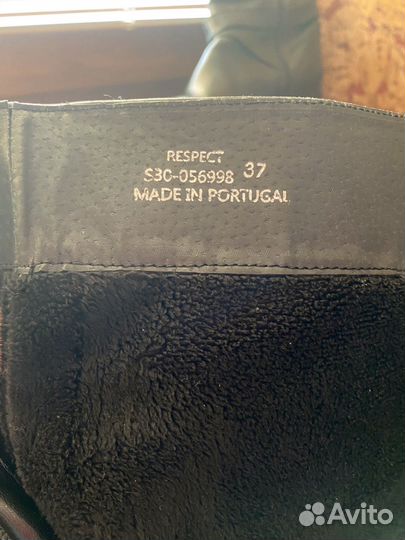 RESPECT
S30-056998 37
MADE IN PORTUGAL
Avito